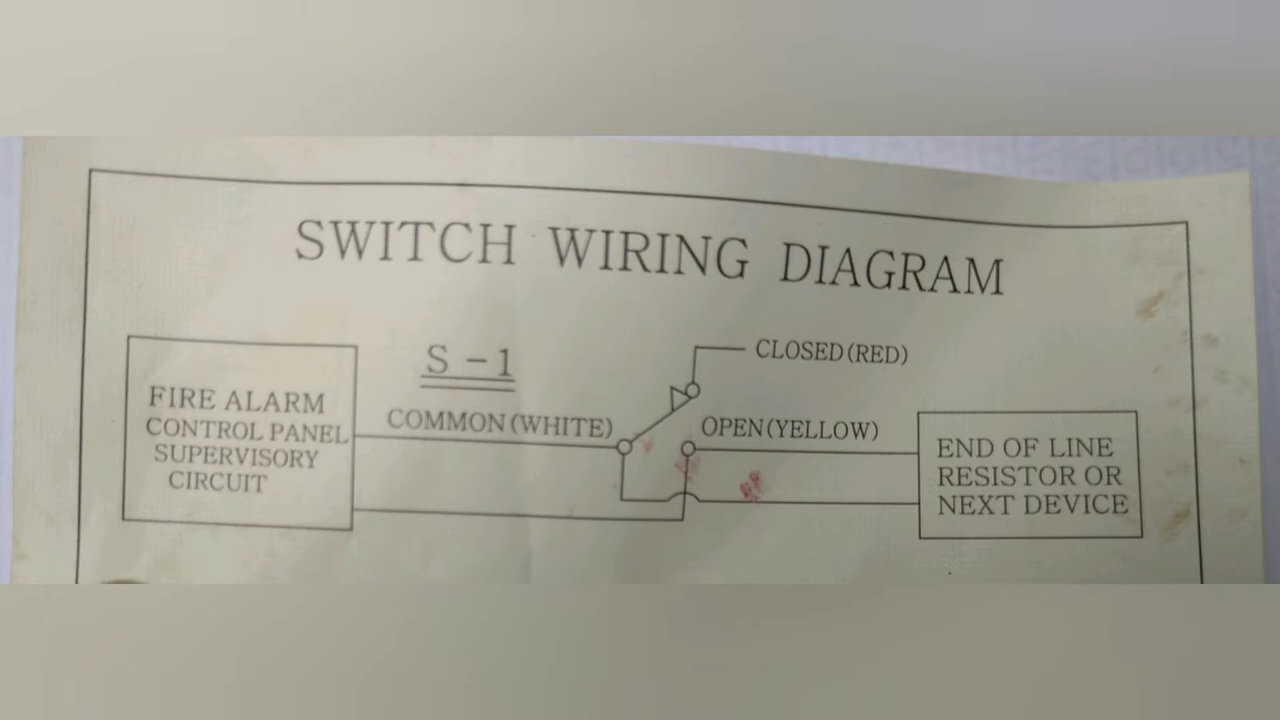 SWITCH WIRING DIAGRAM
S-1
CLOSED(RED)
COMMON(WHITE)
OPEN(YELLOW)
FIRE ALARM
CONTROL PANEL
SUPERVISORY
CIRCUIT
END OF LINE
RESISTOR OR
NEXT DEVICE